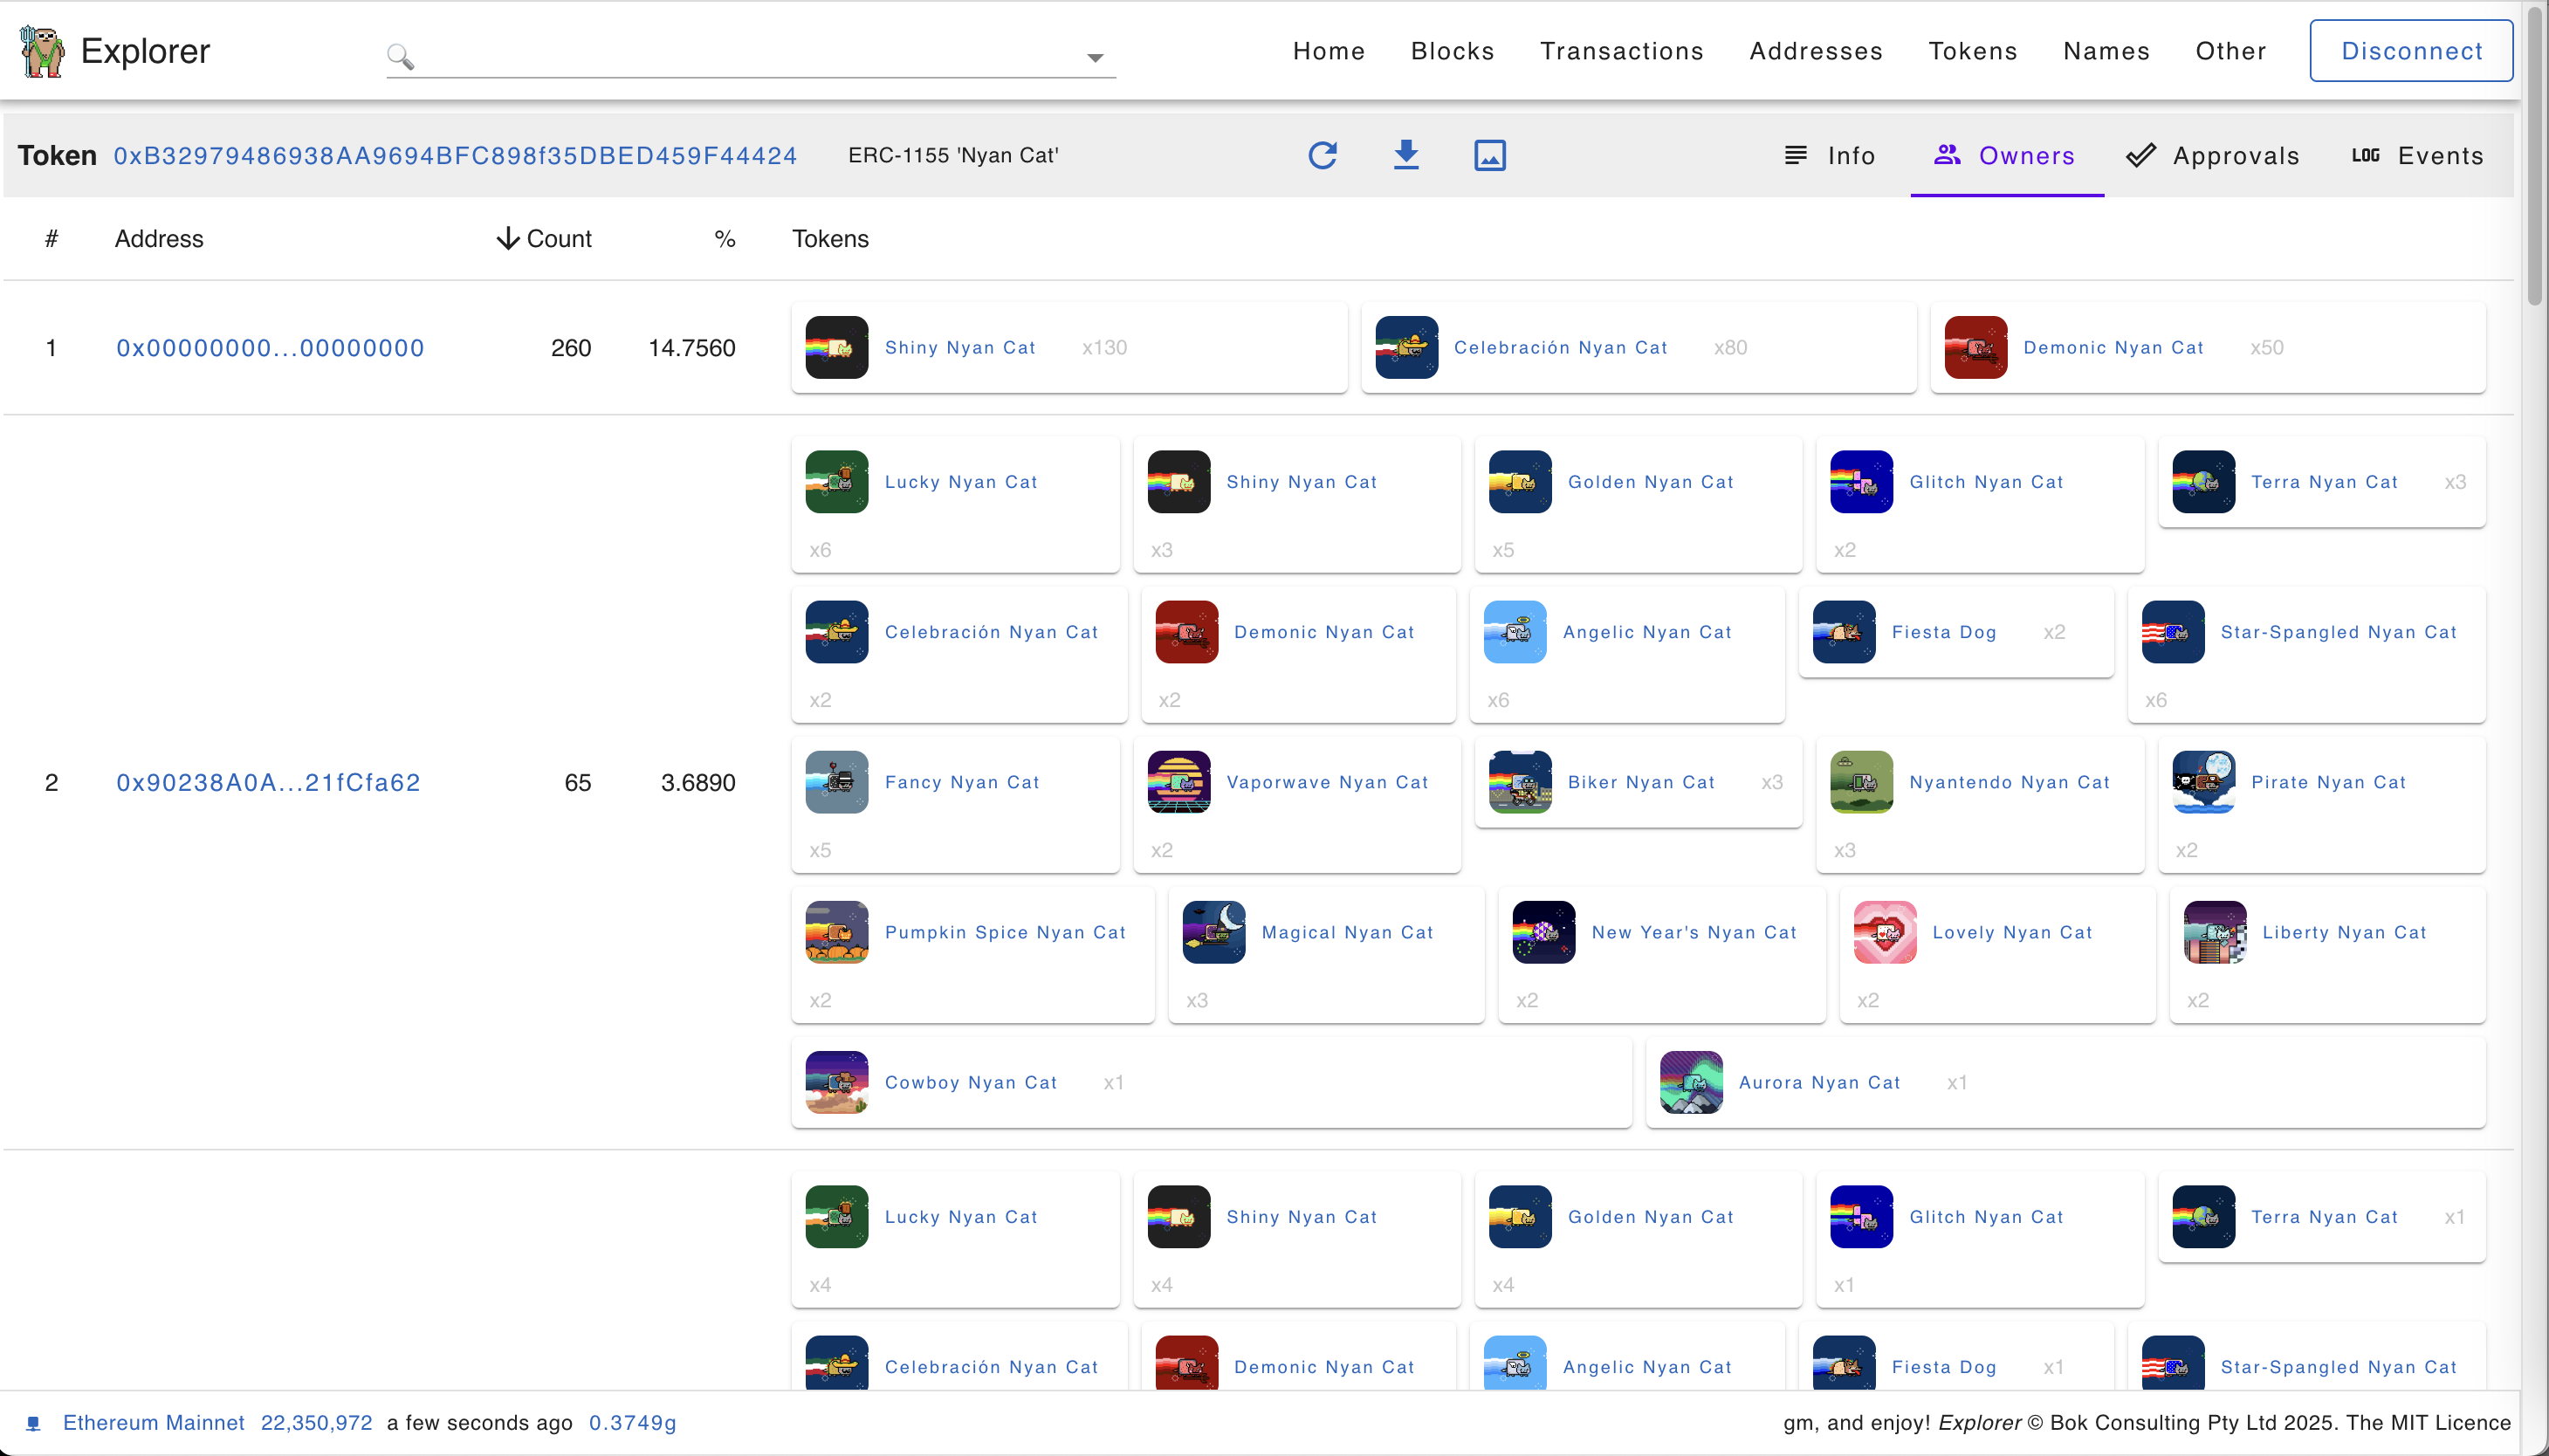 Explorer
Home Blocks Transactions Addresses Tokens Names Other Disconnect
Token 0xB32979486938AA9694BFC898f35DBED459F44424 ERC-1155 'Nyan Cat' Info Owners Approvals LOG Events
# Address Count % Tokens
1 0x00000000...00000000 260 14.7560 Shiny Nyan Cat x130 Celebración Nyan Cat x80 Demonic Nyan Cat x50
Lucky Nyan Cat Shiny Nyan Cat Golden Nyan Cat Glitch Nyan Cat Terra Nyan Cat x3
x6 x3 x5 x2
Celebración Nyan Cat Demonic Nyan Cat Angelic Nyan Cat Fiesta Dog x2 Star-Spangled Nyan Cat
x2 x2 x6 x6
2 0x90238A0A...21fCfa62 65 3.6890 Fancy Nyan Cat Vaporwave Nyan Cat Biker Nyan Cat x3 Nyantendo Nyan Cat Pirate Nyan Cat
x5 x2 x3 x2
Pumpkin Spice Nyan Cat Magical Nyan Cat New Year's Nyan Cat Lovely Nyan Cat Liberty Nyan Cat
x2 x3 x2 x2 x2
Cowboy Nyan Cat x1 Aurora Nyan Cat x1
Lucky Nyan Cat Shiny Nyan Cat Golden Nyan Cat Glitch Nyan Cat Terra Nyan Cat x1
x4 x4 x4 x1
Celebración Nyan Cat Demonic Nyan Cat Angelic Nyan Cat Fiesta Dog x1 Star-Spangled Nyan Cat
Ethereum Mainnet 22,350,972 a few seconds ago 0.3749g gm, and enjoy! Explorer © Bok Consulting Pty Ltd 2025. The MIT Licence